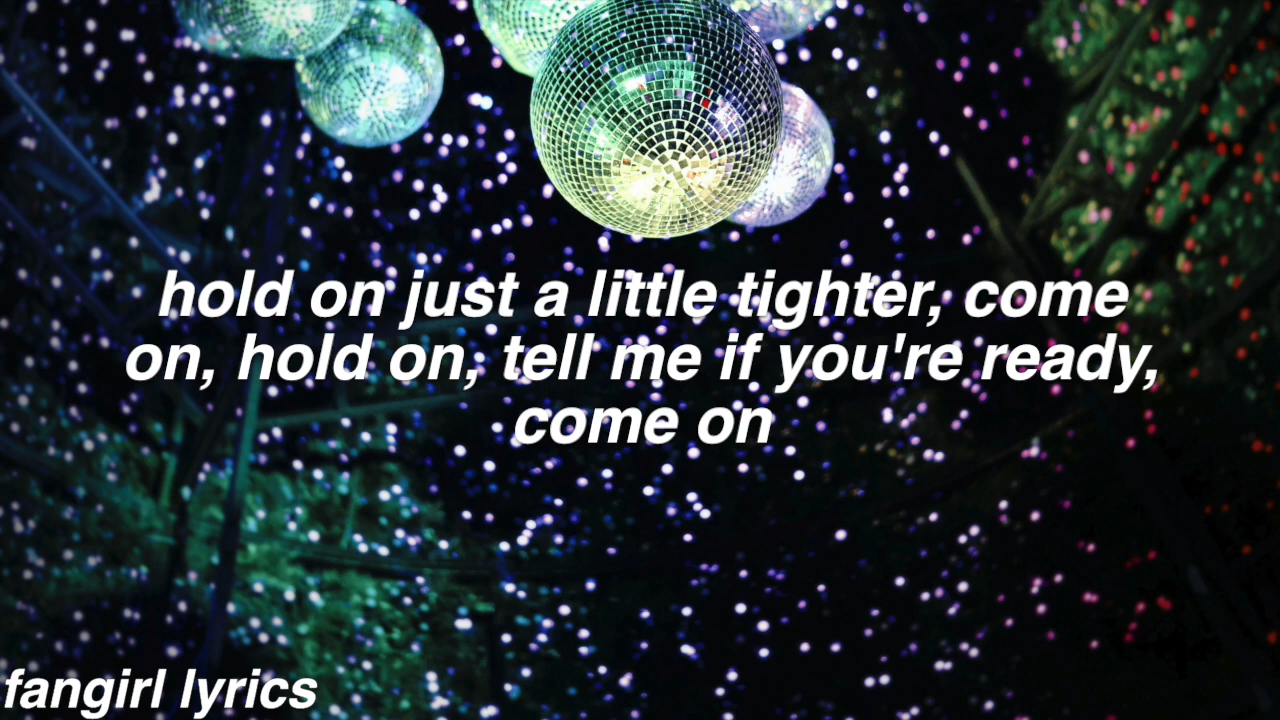 hold on just a little tighter, come
on, hold on, tell me if you're ready,
come on
fangirl lyrics